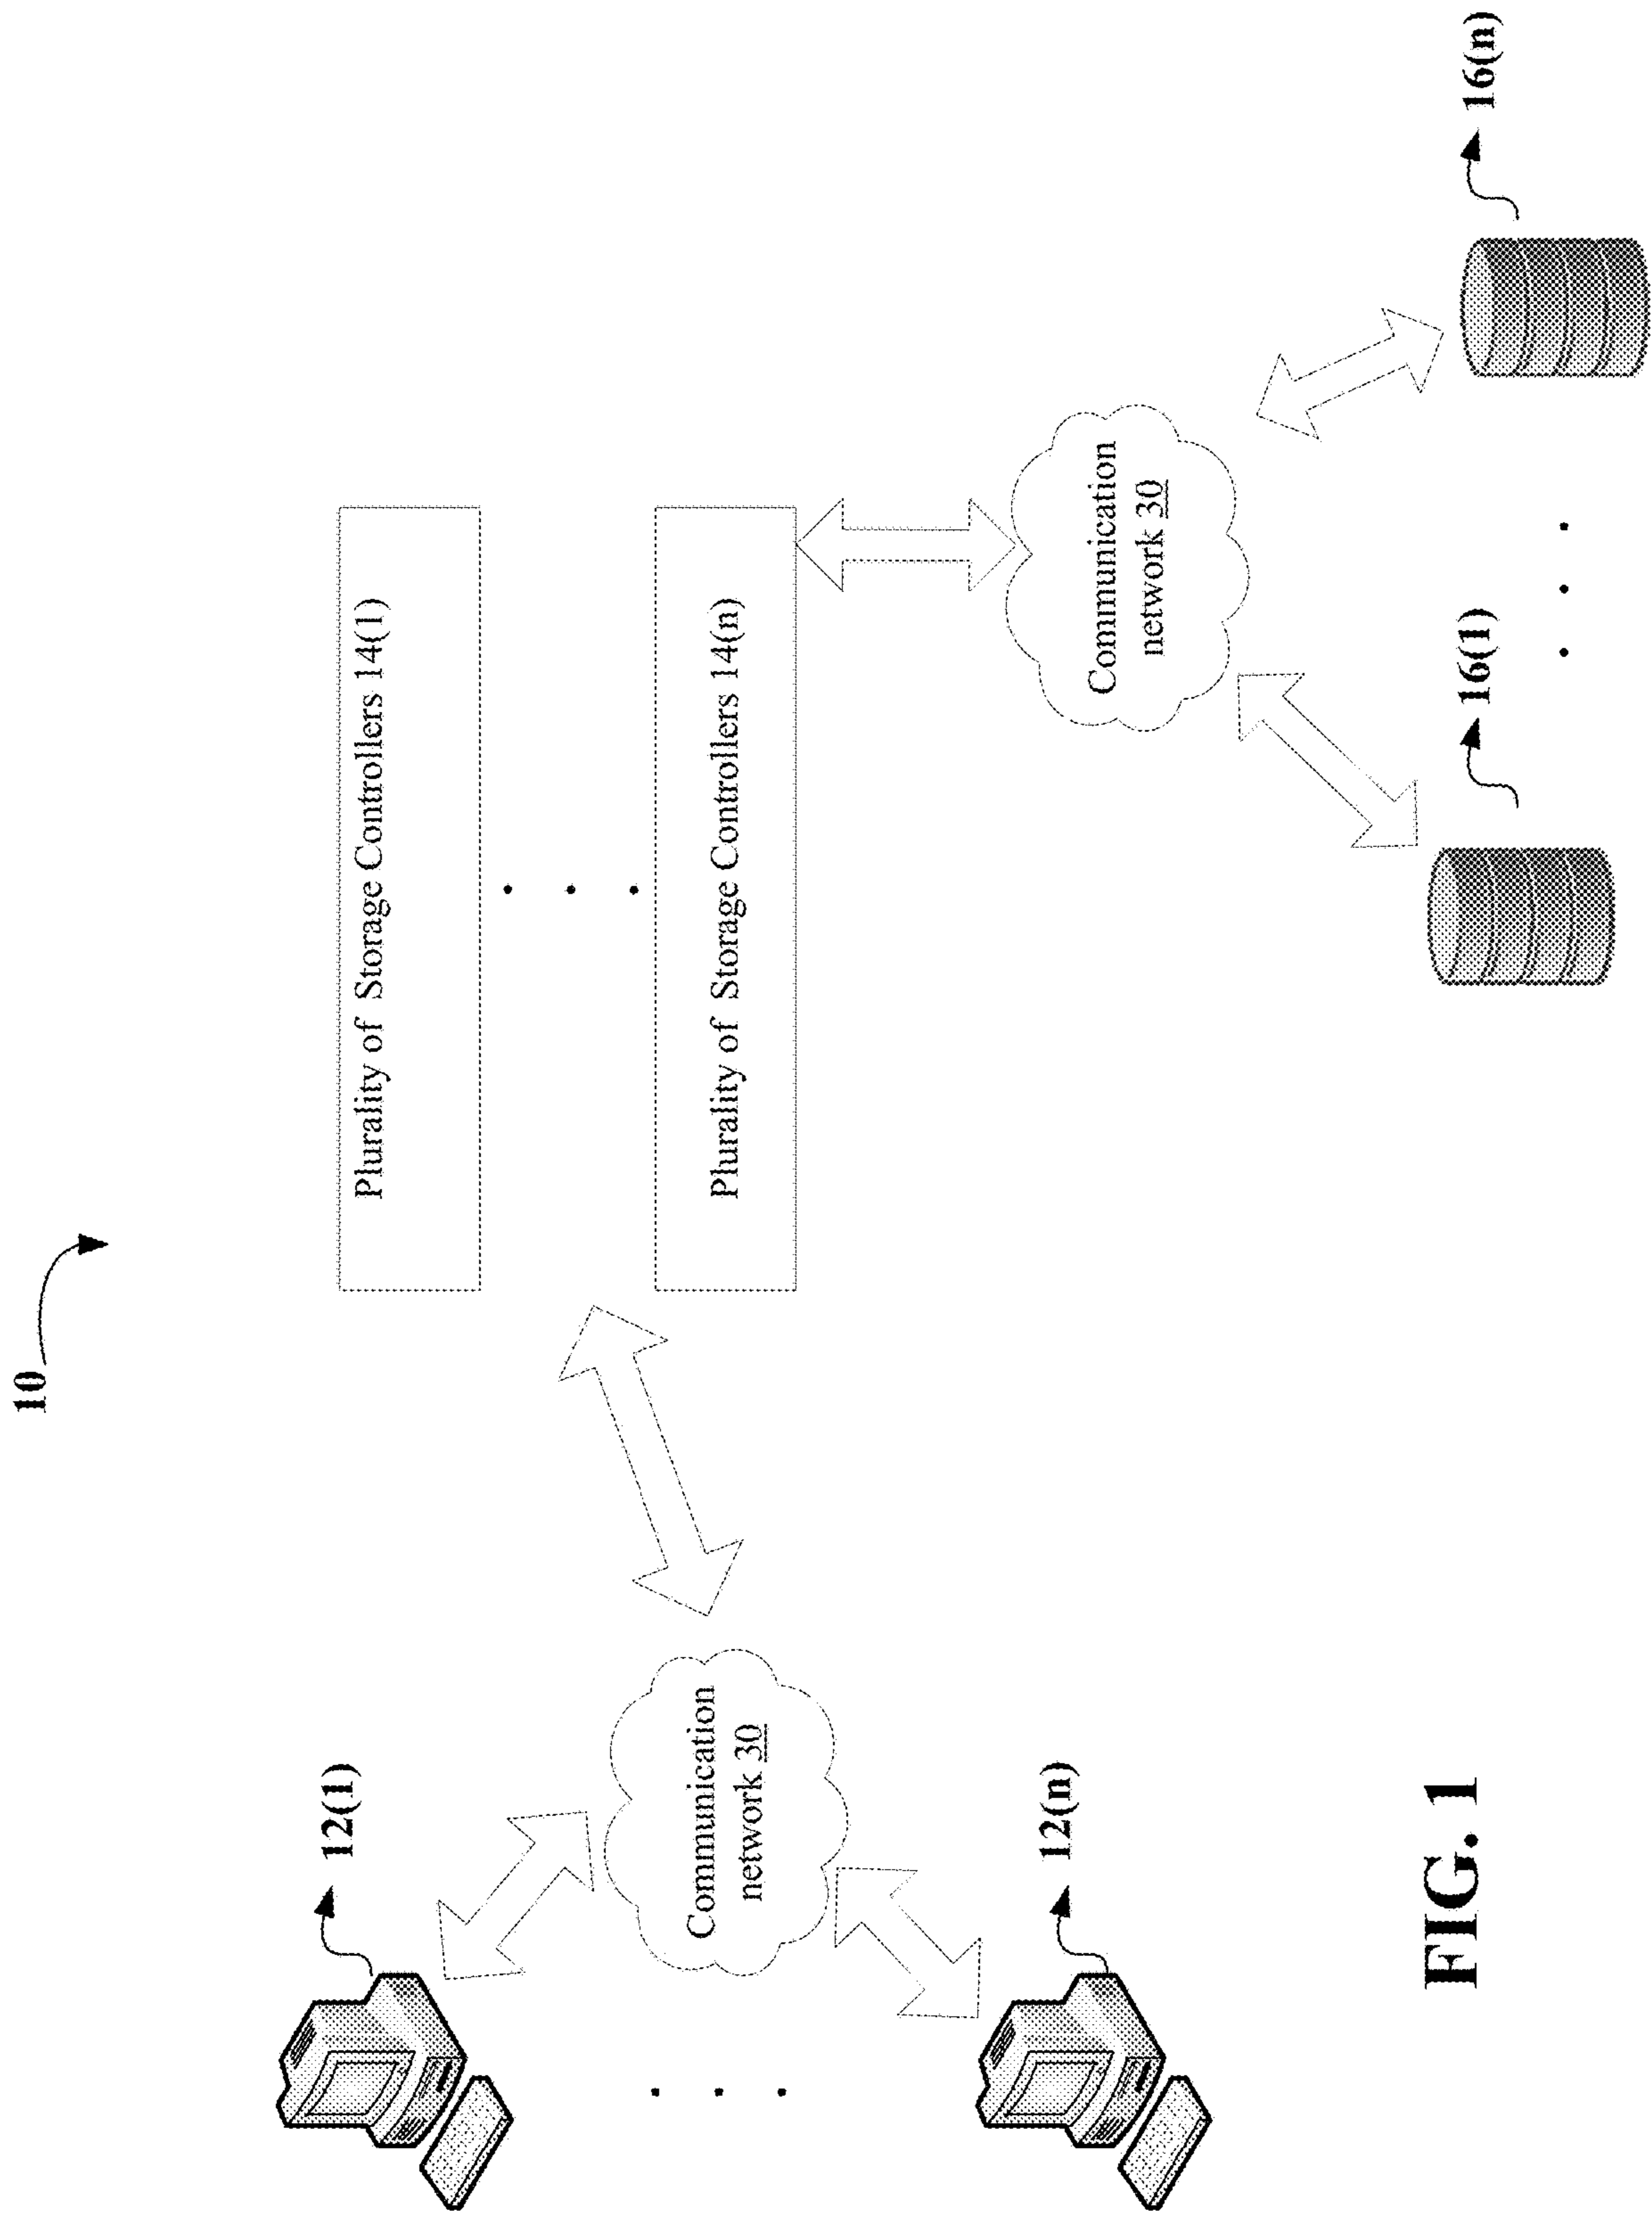 10
12(1)
Communication
network 30
12(n)
Plurality of Storage Controllers 14(1)
Plurality of Storage Controllers 14(n)
Communication
network 30
16(1)
16(n)
FIG. 1